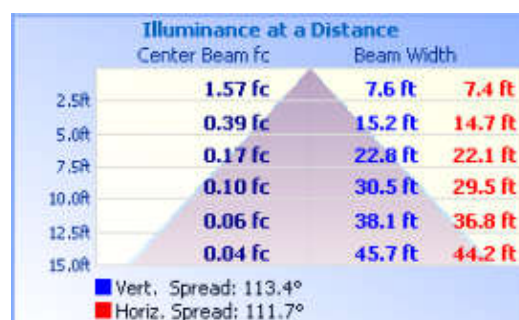 Illuminance at a Distance
Center Beam fc Beam Width
2.5ft 1.57 fc 7.6 ft 7.4 ft
5.0ft 0.39 fc 15.2 ft 14.7 ft
7.5ft 0.17 fc 22.8 ft 22.1 ft
10.0ft 0.10 fc 30.5 ft 29.5 ft
12.5ft 0.06 fc 38.1 ft 36.8 ft
15.0ft 0.04 fc 45.7 ft 44.2 ft
Vert. Spread: 113.4°
Horiz. Spread: 111.7°